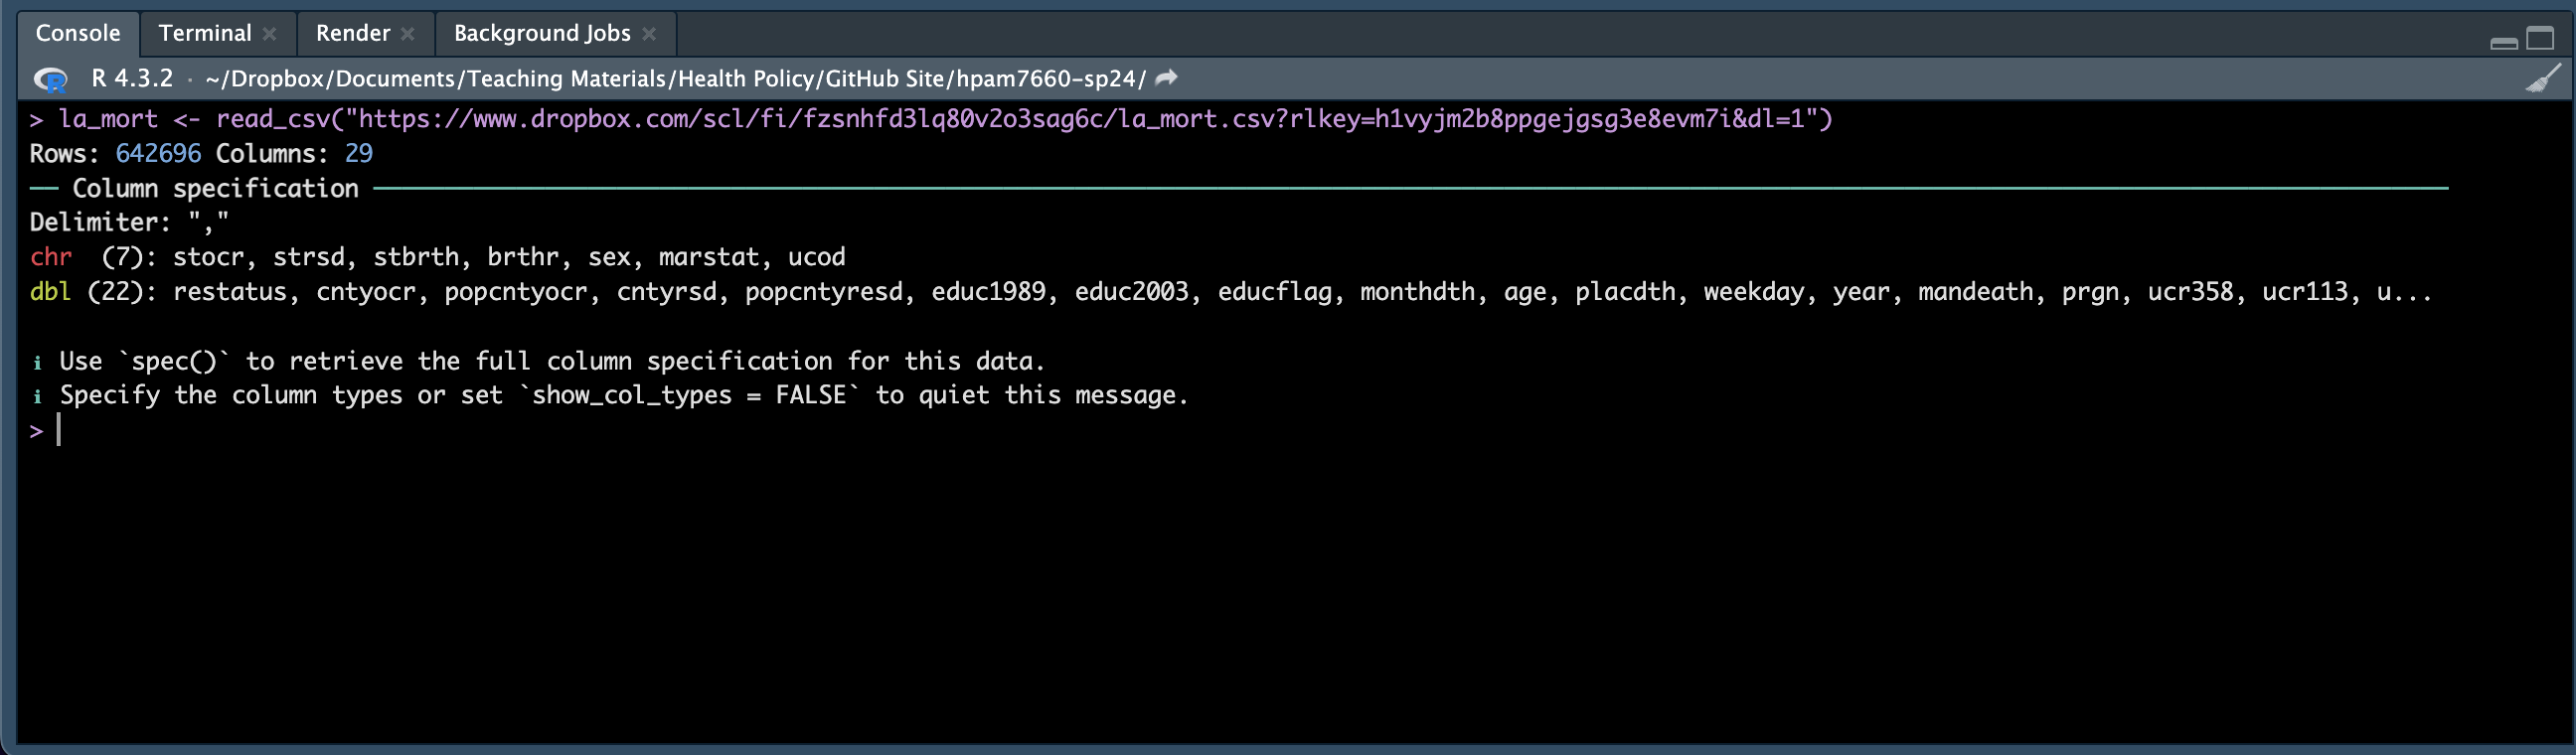 Console Terminal × Render × Background Jobs ×
R R 4.3.2 · ~/Dropbox/Documents/Teaching Materials/Health Policy/GitHub Site/hpam7660-sp24/
> la_mort <- read_csv("https://www.dropbox.com/scl/fi/fzsnhfd3lq80v2o3sag6c/la_mort.csv?rlkey=h1vyjm2b8ppgejgsg3e8evm7i&dl=1")
Rows: 642696 Columns: 29
── Column specification ──────────
Delimiter: ","
chr (7): stocr, strsd, stbrth, brthr, sex, marstat, ucod
dbl (22): restatus, cntyocr, popcntyocr, cntyrsd, popcntyresd, educ1989, educ2003, educflag, monthdth, age, placdth, weekday, year, mandeath, prgn, ucr358, ucr113, u...
ℹ Use `spec()` to retrieve the full column specification for this data.
ℹ Specify the column types or set `show_col_types = FALSE` to quiet this message.
>